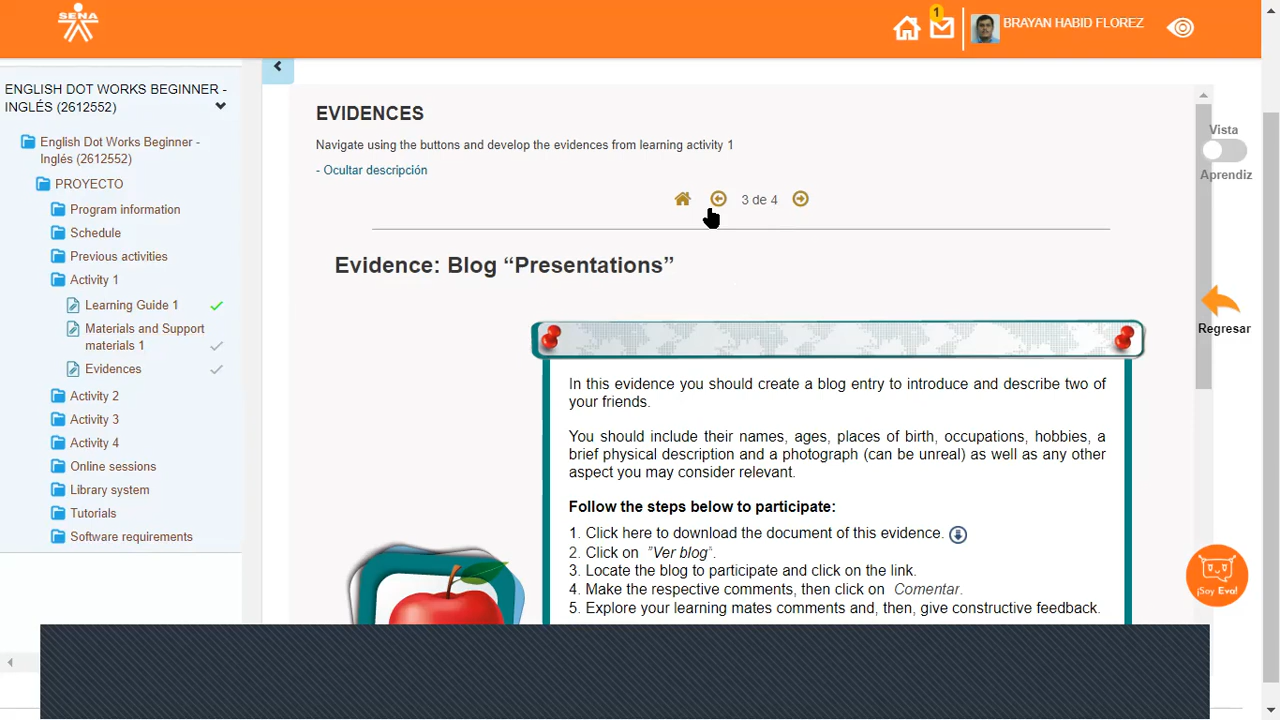 SENA
1
BRAYAN HABID FLOREZ
ENGLISH DOT WORKS BEGINNER -
INGLÉS (2612552)
English Dot Works Beginner -
Inglés (2612552)
PROYECTO
Program information
Schedule
Previous activities
Activity 1
Learning Guide 1
Materials and Support
materials 1
Evidences
Activity 2
Activity 3
Activity 4
Online sessions
Library system
Tutorials
Software requirements
EVIDENCES
Navigate using the buttons and develop the evidences from learning activity 1
- Ocultar descripción
3 de 4
Evidence: Blog “Presentations”
In this evidence you should create a blog entry to introduce and describe two of
your friends.
You should include their names, ages, places of birth, occupations, hobbies, a
brief physical description and a photograph (can be unreal) as well as any other
aspect you may consider relevant.
Follow the steps below to participate:
1. Click here to download the document of this evidence.
2. Click on ”Ver blog“.
3. Locate the blog to participate and click on the link.
4. Make the respective comments, then click on Comentar.
5. Explore your learning mates comments and, then, give constructive feedback.
Vista
Aprendiz
Regresar
¡Soy Eva!